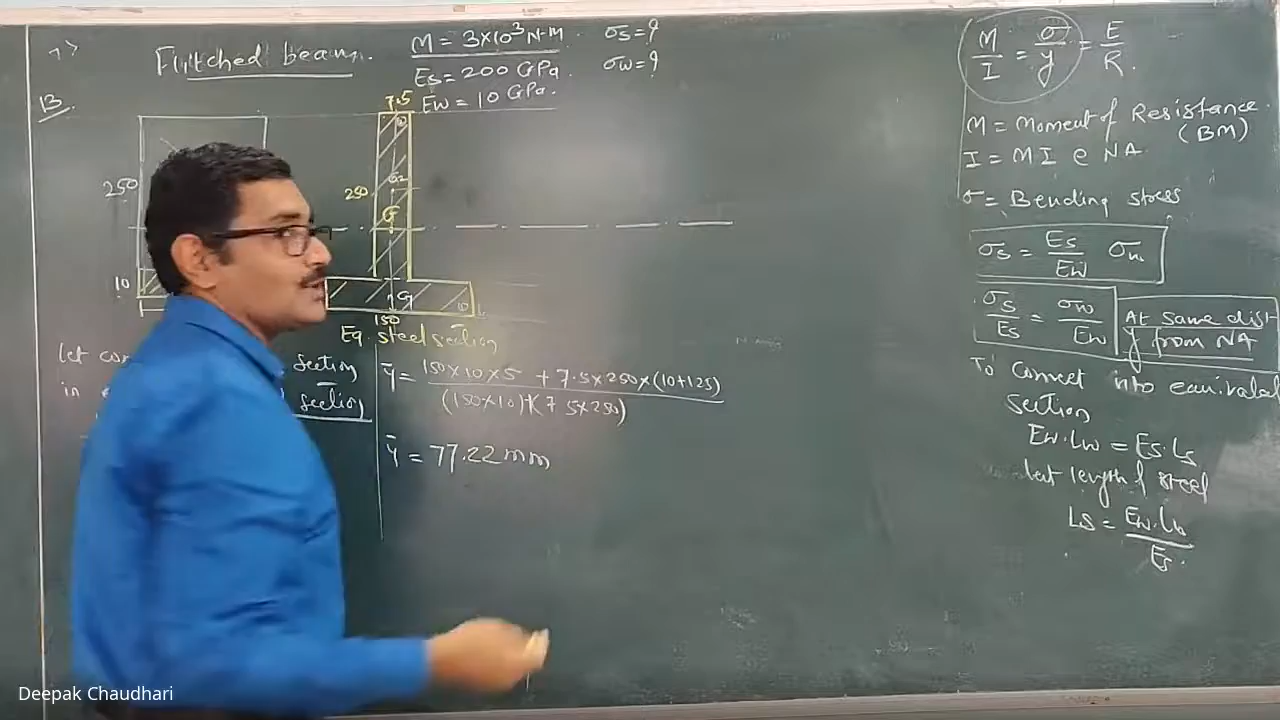 Flitched beam.
M = 3×10³ N-M. σs=?
Es = 200 GPa. σw=?
Ew = 10 GPa.
B.
7.5
250
250
10
G2
G
G1
150
Eq. steel section
let
section
in
section
ȳ = 150×10×5 + 7.5×250×(10+125)
(150×10)+(7.5×250)
ȳ = 77.22 mm
M/I = σ/y = E/R.
M = Moment of Resistance
(BM)
I = MI @ NA
σ = Bending stress
σs = Es/Ew σw
σs/Es = σw/Ew
At same dist
from NA
To convert into equivalent
section
Ew.Lw = Es.Ls
let length of steel
Ls = Ew.Lw/Es.
Deepak Chaudhari